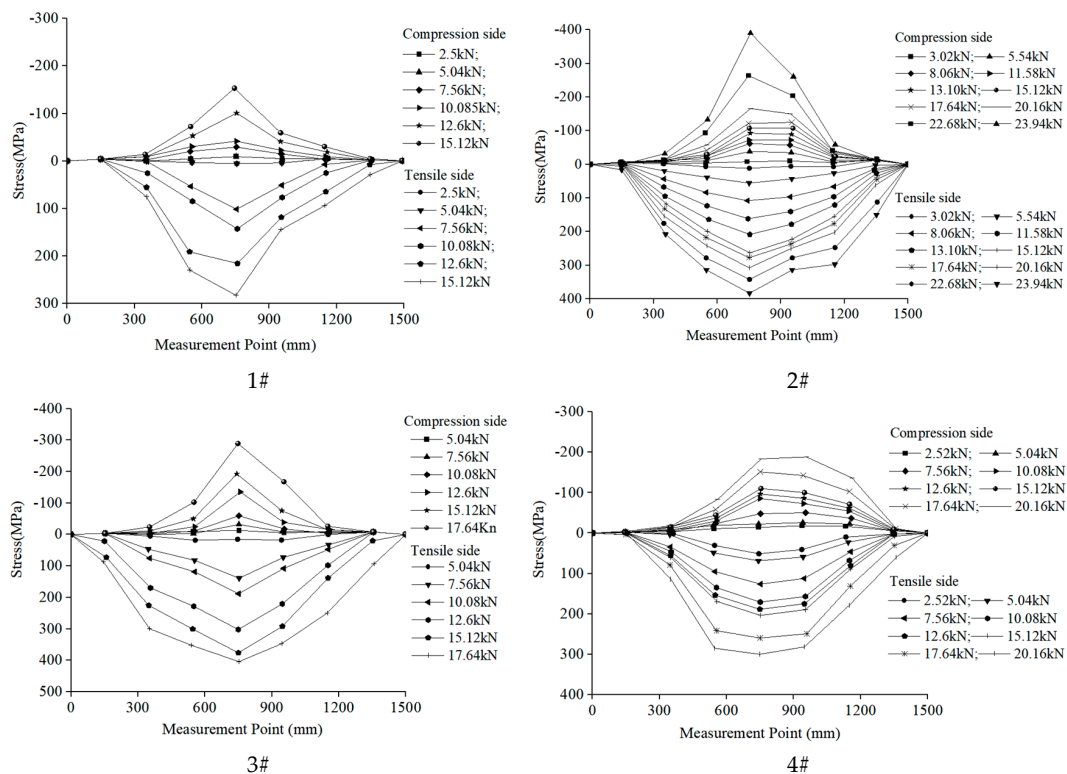 -300
-200
-100
0
100
200
300
Stress(MPa)
0 300 600 900 1200 1500
Measurement Point (mm)
Compression side
2.5kN;
5.04kN;
7.56kN;
10.085kN;
12.6kN;
15.12kN
Tensile side
2.5kN;
5.04kN;
7.56kN;
10.08kN;
12.6kN;
15.12kN
1#
-400
-300
-200
-100
0
100
200
300
400
Stress(MPa)
0 300 600 900 1200 1500
Measurement Point (mm)
Compression side
3.02kN; 5.54kN
8.06kN; 11.58kN
13.10kN; 15.12kN
17.64kN; 20.16kN
22.68kN; 23.94kN
Tensile side
3.02kN; 5.54kN
8.06kN; 11.58kN
13.10kN; 15.12kN
17.64kN; 20.16kN
22.68kN; 23.94kN
2#
-400
-300
-200
-100
0
100
200
300
400
500
Stress(MPa)
0 300 600 900 1200 1500
Measurement Point (mm)
Compression side
5.04kN
7.56kN
10.08kN
12.6kN
15.12kN
17.64Kn
Tensile side
5.04kN
7.56kN
10.08kN
12.6kN
15.12kN
17.64kN
3#
-300
-200
-100
0
100
200
300
400
Stress(MPa)
0 300 600 900 1200 1500
Measurement Point (mm)
Compression side
2.52kN; 5.04kN
7.56kN; 10.08kN
12.6kN; 15.12kN
17.64kN; 20.16kN
Tensile side
2.52kN; 5.04kN
7.56kN; 10.08kN
12.6kN; 15.12kN
17.64kN; 20.16kN
4#